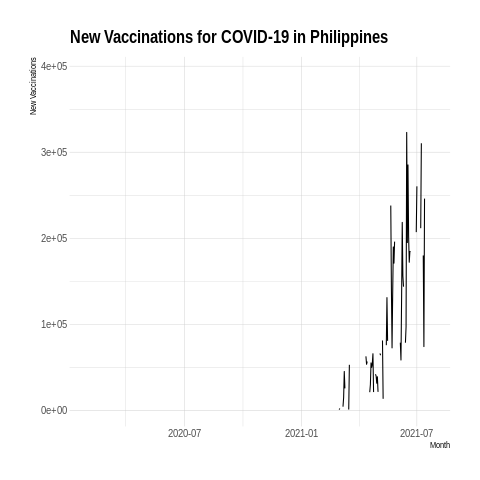 New Vaccinations for COVID-19 in Philippines
New Vaccinations
4e+05
3e+05
2e+05
1e+05
0e+00
2020-07
2021-01
2021-07
Month